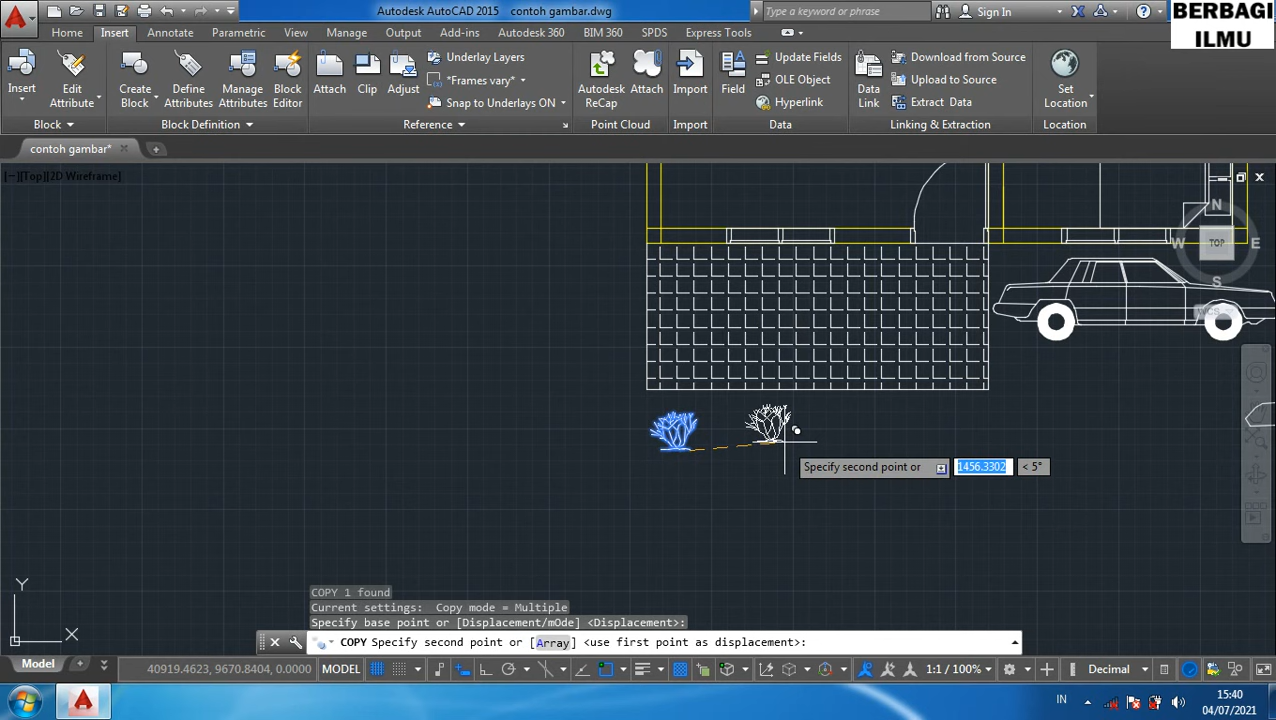 Autodesk AutoCAD 2015 contoh gambar.dwg
Type a keyword or phrase
Sign In
BERBAGI
ILMU
Home Insert Annotate Parametric View Manage Output Add-ins Autodesk 360 BIM 360 SPDS Express Tools
Insert
Edit
Attribute
Create
Block
Define
Attributes
Manage
Attributes
Block
Editor
Attach
Clip
Adjust
Underlay Layers
*Frames vary*
Snap to Underlays ON
Autodesk
ReCap
Attach
Import
Field
Update Fields
OLE Object
Hyperlink
Data
Link
Download from Source
Upload to Source
Extract Data
Set
Location
Block
Block Definition
Reference
Point Cloud
Import
Data
Linking & Extraction
Location
contoh gambar*
[–][Top][2D Wireframe]
N
W TOP E
S
WCS
Specify second point or 1456.3302 < 5°
Y
X
COPY 1 found
Current settings: Copy mode = Multiple
Specify base point or [Displacement/mOde] <Displacement>:
COPY Specify second point or [Array] <use first point as displacement>:
Model
40919.4623, 9670.8404, 0.0000 MODEL 1:1 / 100% Decimal
IN
15:40
04/07/2021